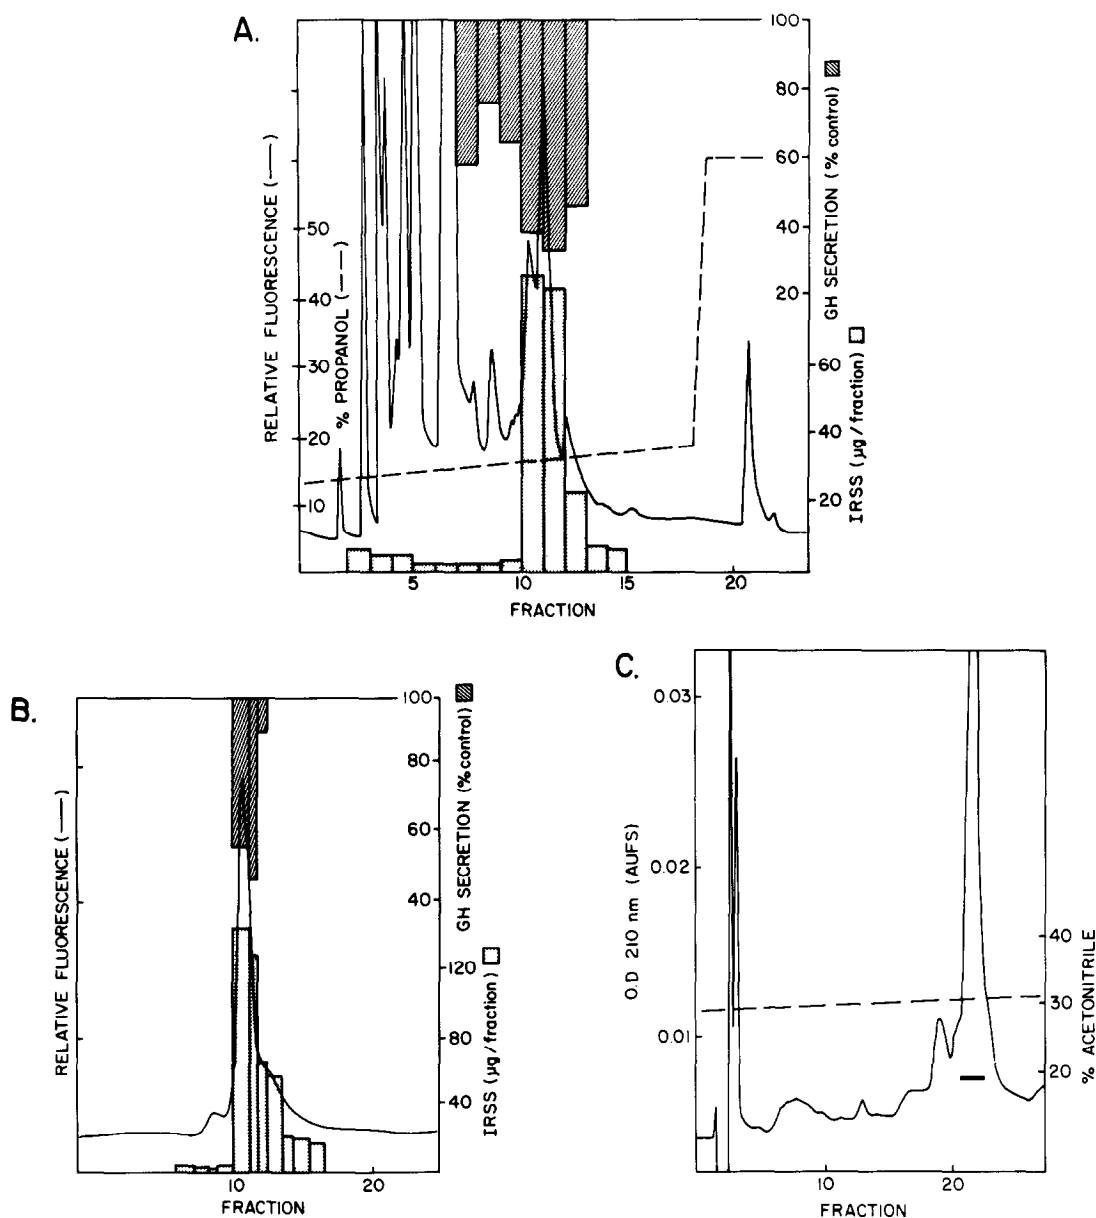 A.
RELATIVE FLUORESCENCE (——)
50
40
30
20
10
% PROPANOL (— —)
100
80
60
40
20
GH SECRETION (% control)
60
40
20
IRSS (µg/fraction)
5
10
15
20
FRACTION
B.
RELATIVE FLUORESCENCE (——)
100
80
60
40
GH SECRETION (% control)
120
80
40
IRSS (µg/fraction)
10
20
FRACTION
C.
0.03
0.02
0.01
O.D 210 nm (AUFS)
40
30
20
% ACETONITRILE
10
20
FRACTION